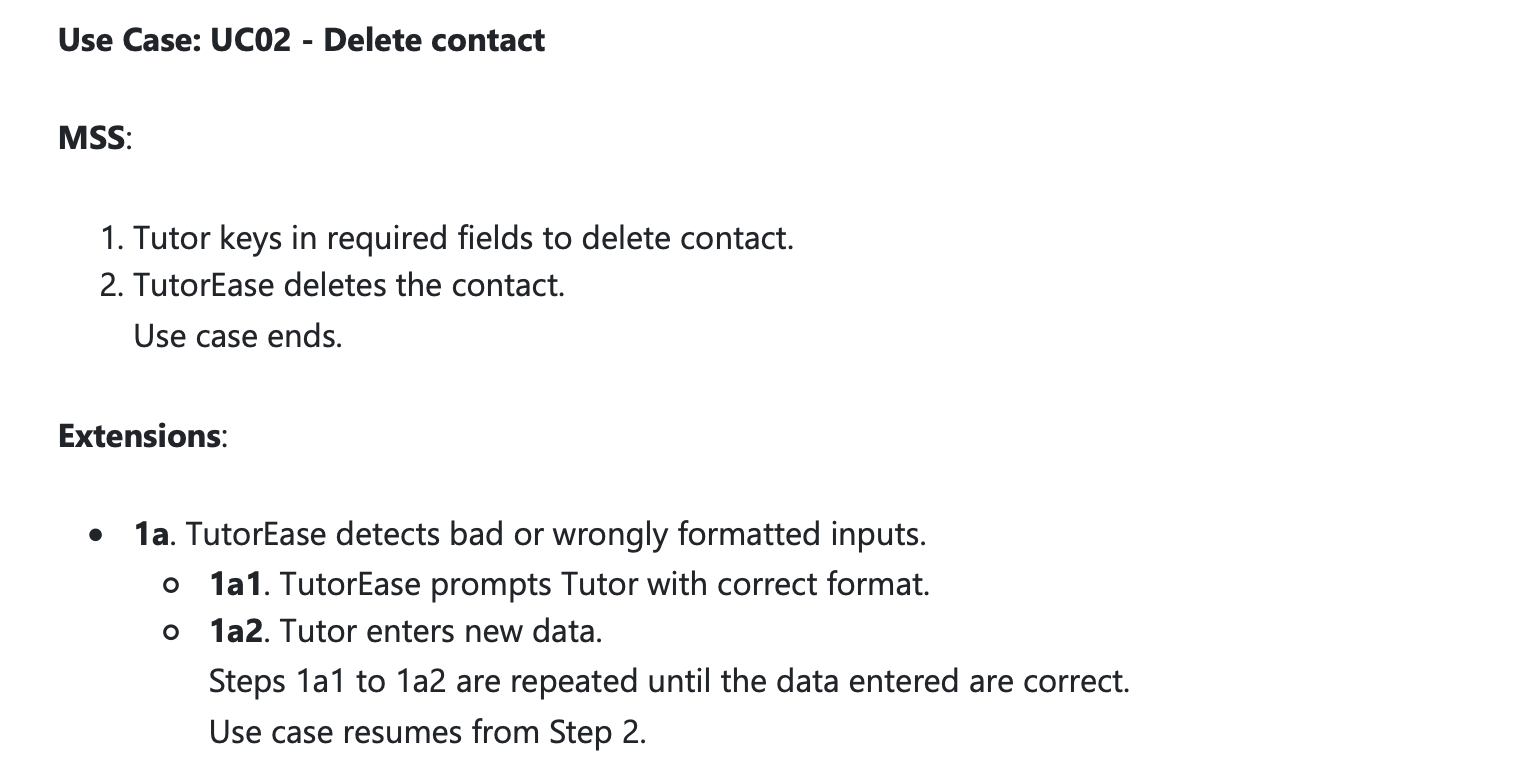 Use Case: UC02 - Delete contact
MSS:
1. Tutor keys in required fields to delete contact.
2. TutorEase deletes the contact.
Use case ends.
Extensions:
• 1a. TutorEase detects bad or wrongly formatted inputs.
○ 1a1. TutorEase prompts Tutor with correct format.
○ 1a2. Tutor enters new data.
Steps 1a1 to 1a2 are repeated until the data entered are correct.
Use case resumes from Step 2.